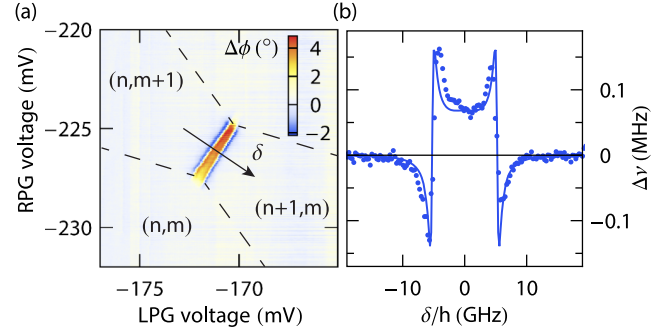 (a)
(b)
−220
−225
−230
RPG voltage (mV)
Δϕ (°)
4
2
0
−2
(n,m+1)
δ
(n+1,m)
(n,m)
−175
−170
LPG voltage (mV)
0.1
0
−0.1
Δν (MHz)
−10
0
10
δ/h (GHz)